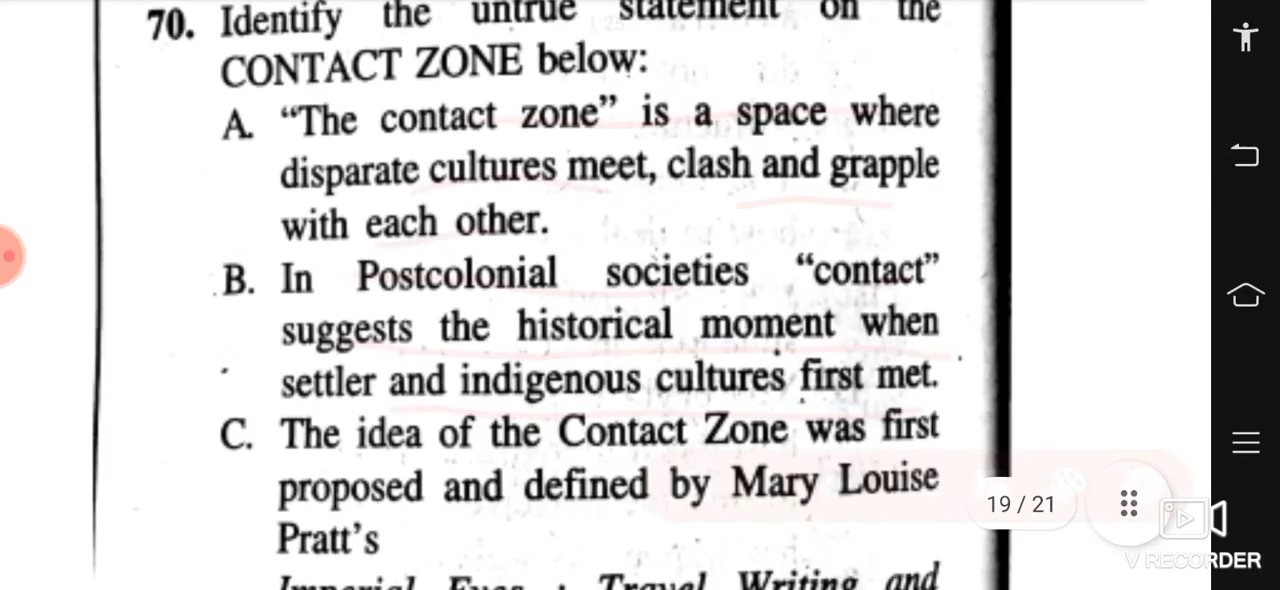 70. Identify the untrue statement on the
CONTACT ZONE below:
A. “The contact zone” is a space where
disparate cultures meet, clash and grapple
with each other.
B. In Postcolonial societies “contact”
suggests the historical moment when
settler and indigenous cultures first met.
C. The idea of the Contact Zone was first
proposed and defined by Mary Louise
Pratt’s
Imperial Eyes : Travel Writing and
19 / 21
V RECORDER